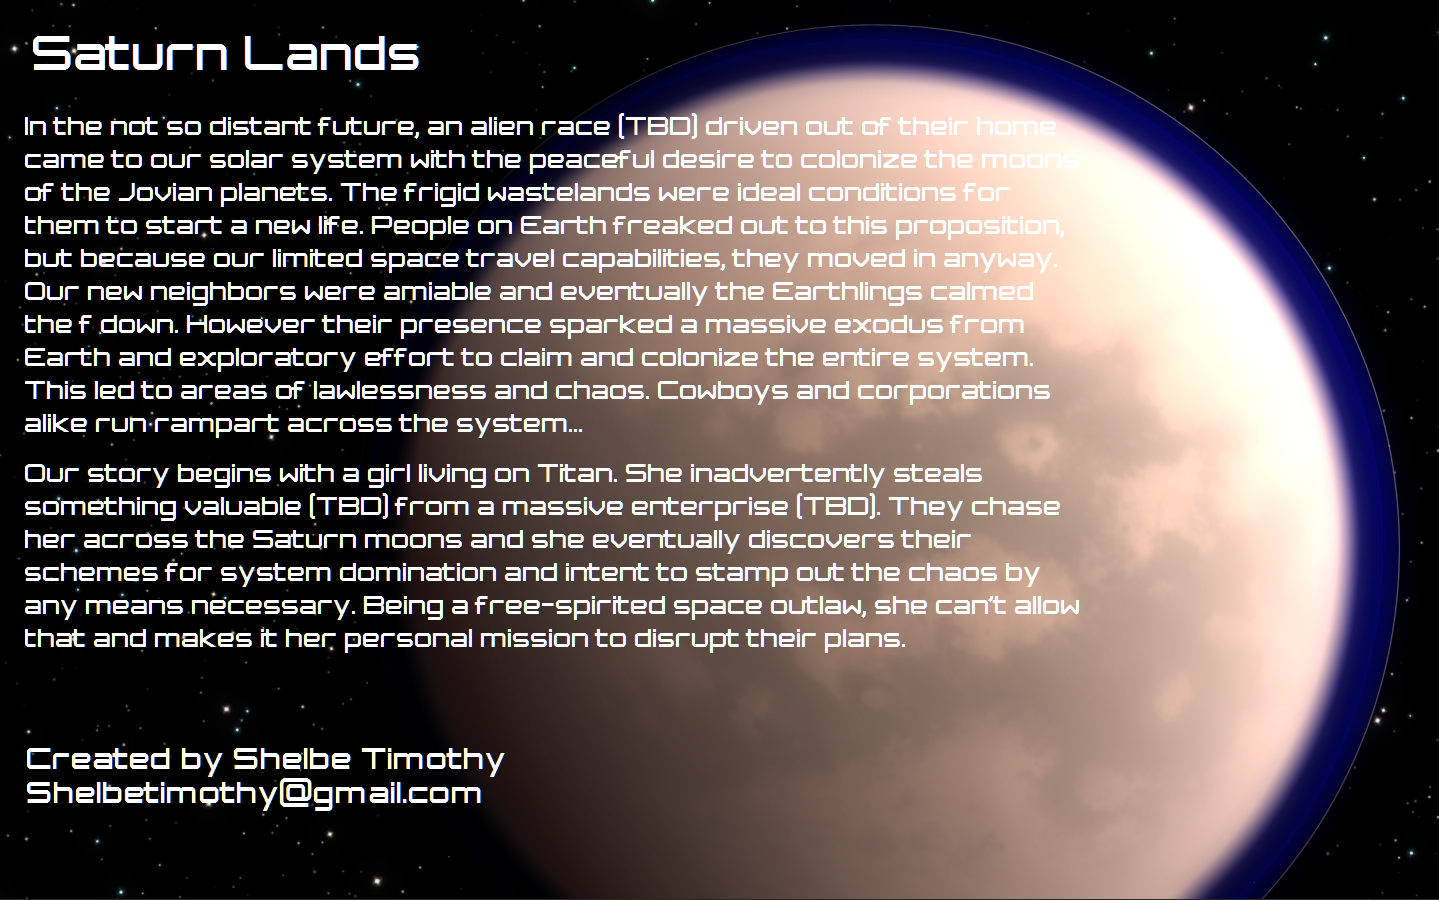 Saturn Lands
In the not so distant future, an alien race (TBD) driven out of their home
came to our solar system with the peaceful desire to colonize the moons
of the Jovian planets. The frigid wastelands were ideal conditions for
them to start a new life. People on Earth freaked out to this proposition,
but because our limited space travel capabilities, they moved in anyway.
Our new neighbors were amiable and eventually the Earthlings calmed
the f down. However their presence sparked a massive exodus from
Earth and exploratory effort to claim and colonize the entire system.
This led to areas of lawlessness and chaos. Cowboys and corporations
alike run rampart across the system...
Our story begins with a girl living on Titan. She inadvertently steals
something valuable (TBD) from a massive enterprise (TBD). They chase
her across the Saturn moons and she eventually discovers their
schemes for system domination and intent to stamp out the chaos by
any means necessary. Being a free-spirited space outlaw, she can't allow
that and makes it her personal mission to disrupt their plans.
Created by Shelbe Timothy
Shelbetimothy@gmail.com